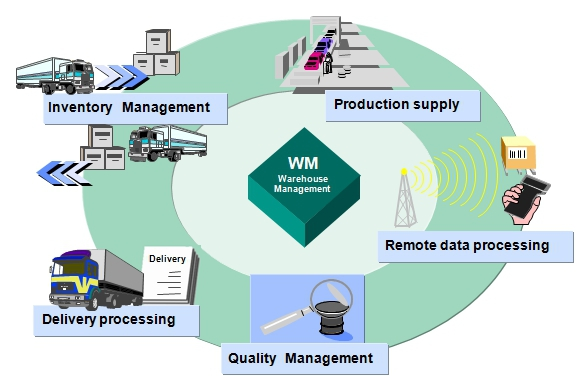 Inventory Management
Production supply
WM
Warehouse
Management
Remote data processing
Delivery
Delivery processing
Quality Management